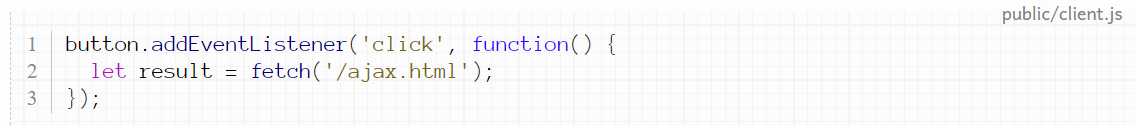 public/client.js
1 button.addEventListener('click', function() {
2 let result = fetch('/ajax.html');
3 });